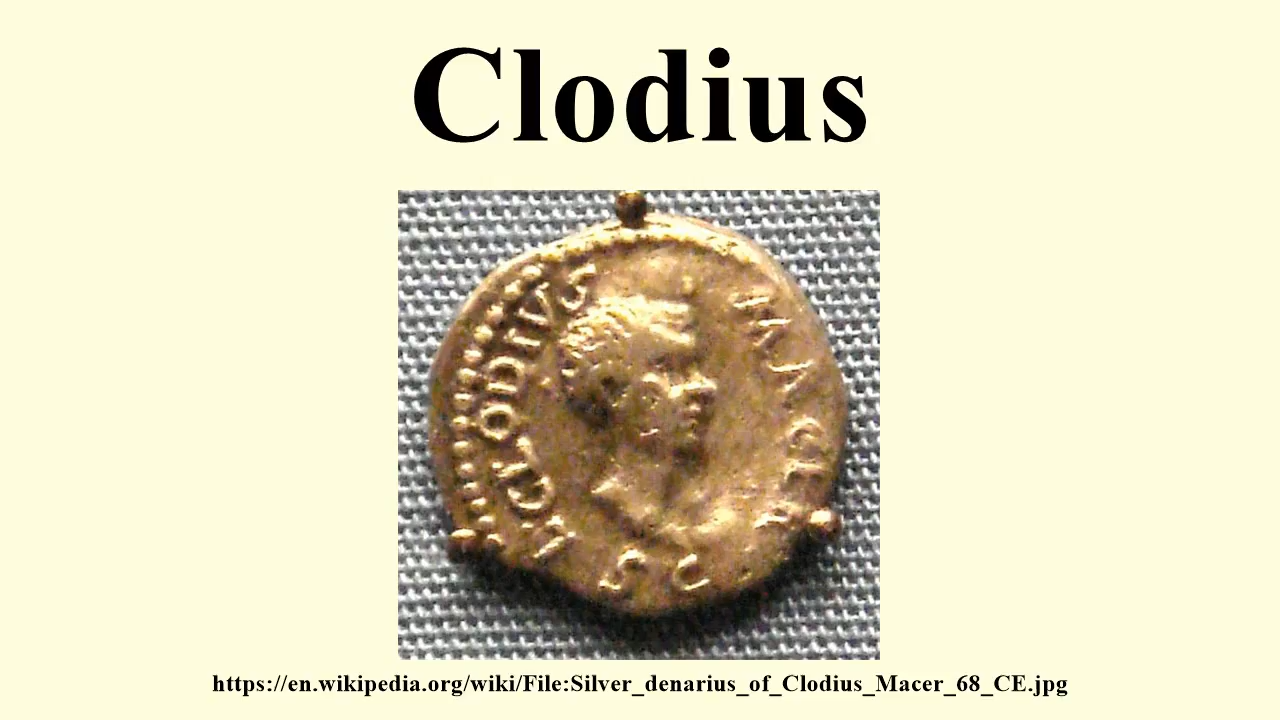 Clodius
L CLODIVS MACER
S C
https://en.wikipedia.org/wiki/File:Silver_denarius_of_Clodius_Macer_68_CE.jpg